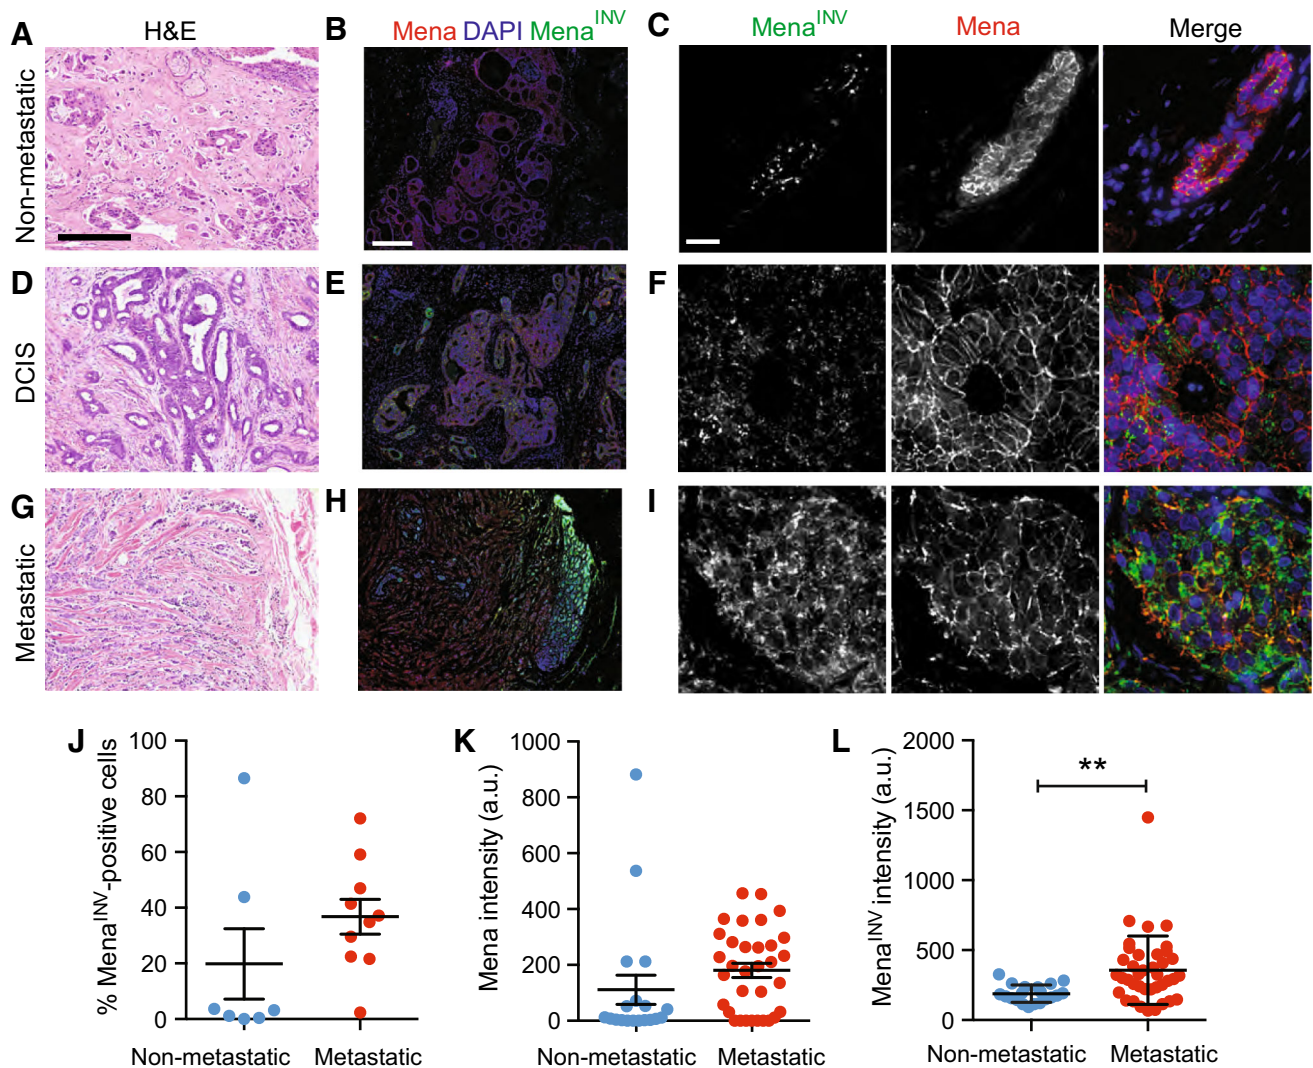 A
H&E
B
Mena DAPI Mena^INV
C
Mena^INV
Mena
Merge
Non-metastatic
D
E
F
DCIS
G
H
I
Metastatic
J
% Mena^INV-positive cells
100
80
60
40
20
0
Non-metastatic
Metastatic
K
Mena intensity (a.u.)
1000
800
600
400
200
0
Non-metastatic
Metastatic
L
Mena^INV intensity (a.u.)
2000
1500
1000
500
0
**
Non-metastatic
Metastatic